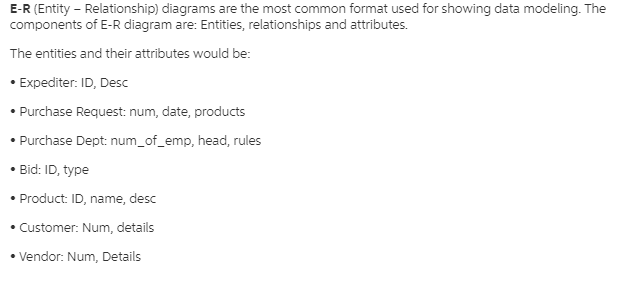 E-R (Entity – Relationship) diagrams are the most common format used for showing data modeling. The
components of E-R diagram are: Entities, relationships and attributes.
The entities and their attributes would be:
• Expediter: ID, Desc
• Purchase Request: num, date, products
• Purchase Dept: num_of_emp, head, rules
• Bid: ID, type
• Product: ID, name, desc
• Customer: Num, details
• Vendor: Num, Details